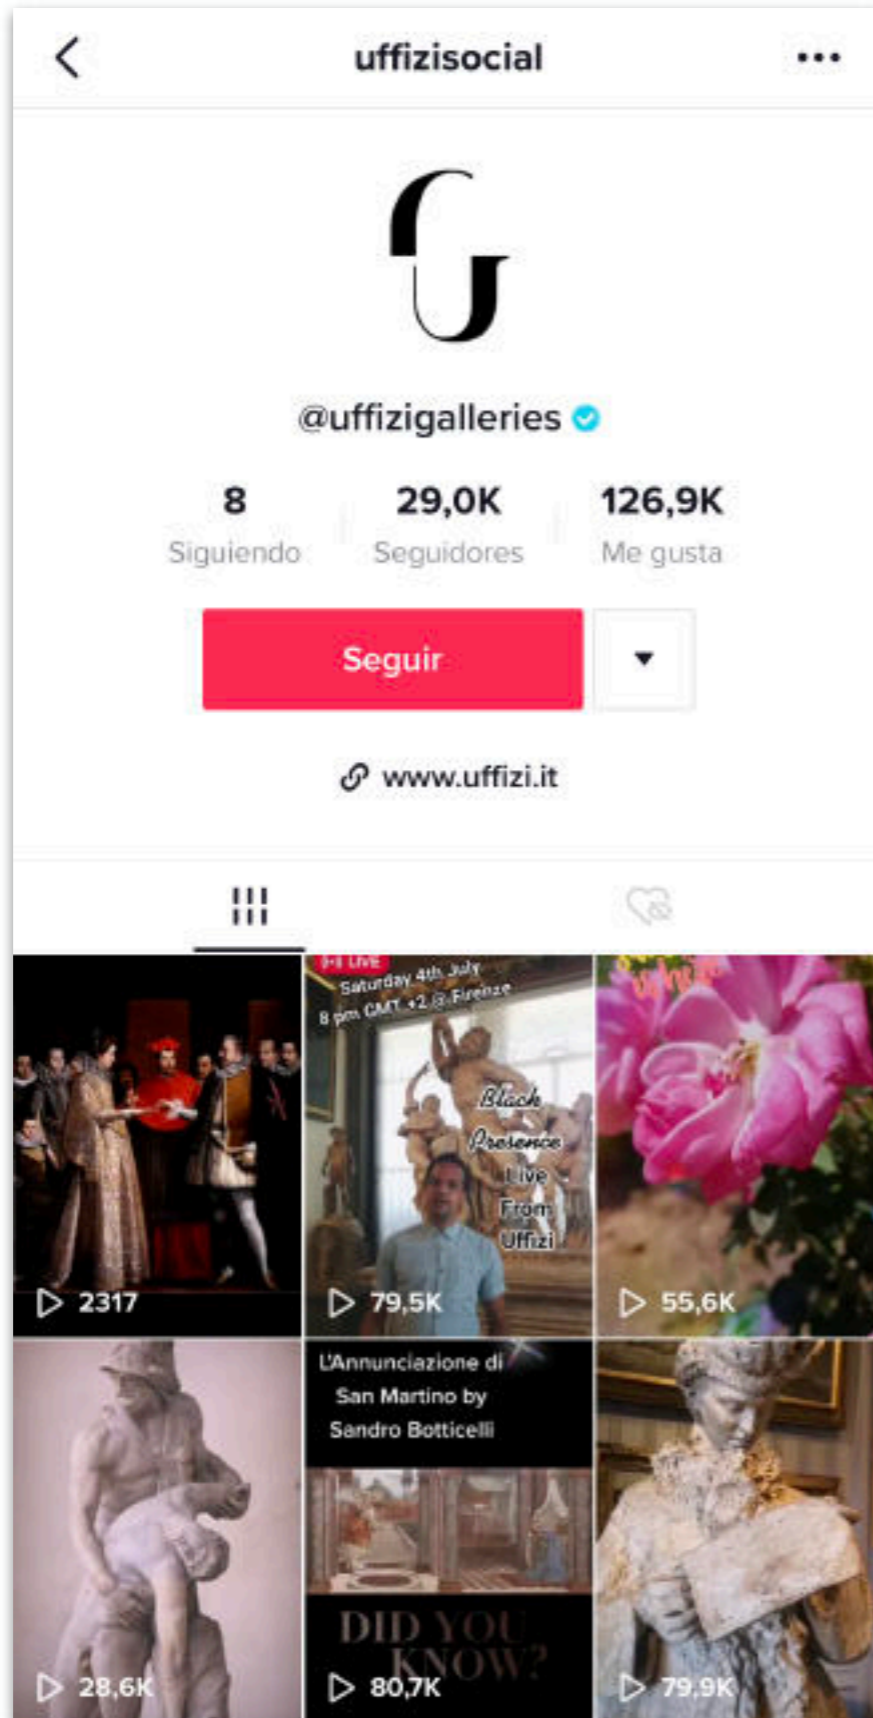 uffizisocial
@uffizigalleries
8
29,0K
126,9K
Siguiendo
Seguidores
Me gusta
Seguir
www.uffizi.it
LIVE
Saturday 4th July
8 pm GMT +2 @ Firenze
Black
Presence
Live
From
Uffizi
2317
79,5K
55,6K
L'Annunciazione di
San Martino by
Sandro Botticelli
DID YOU
KNOW?
28,6K
80,7K
79,9K